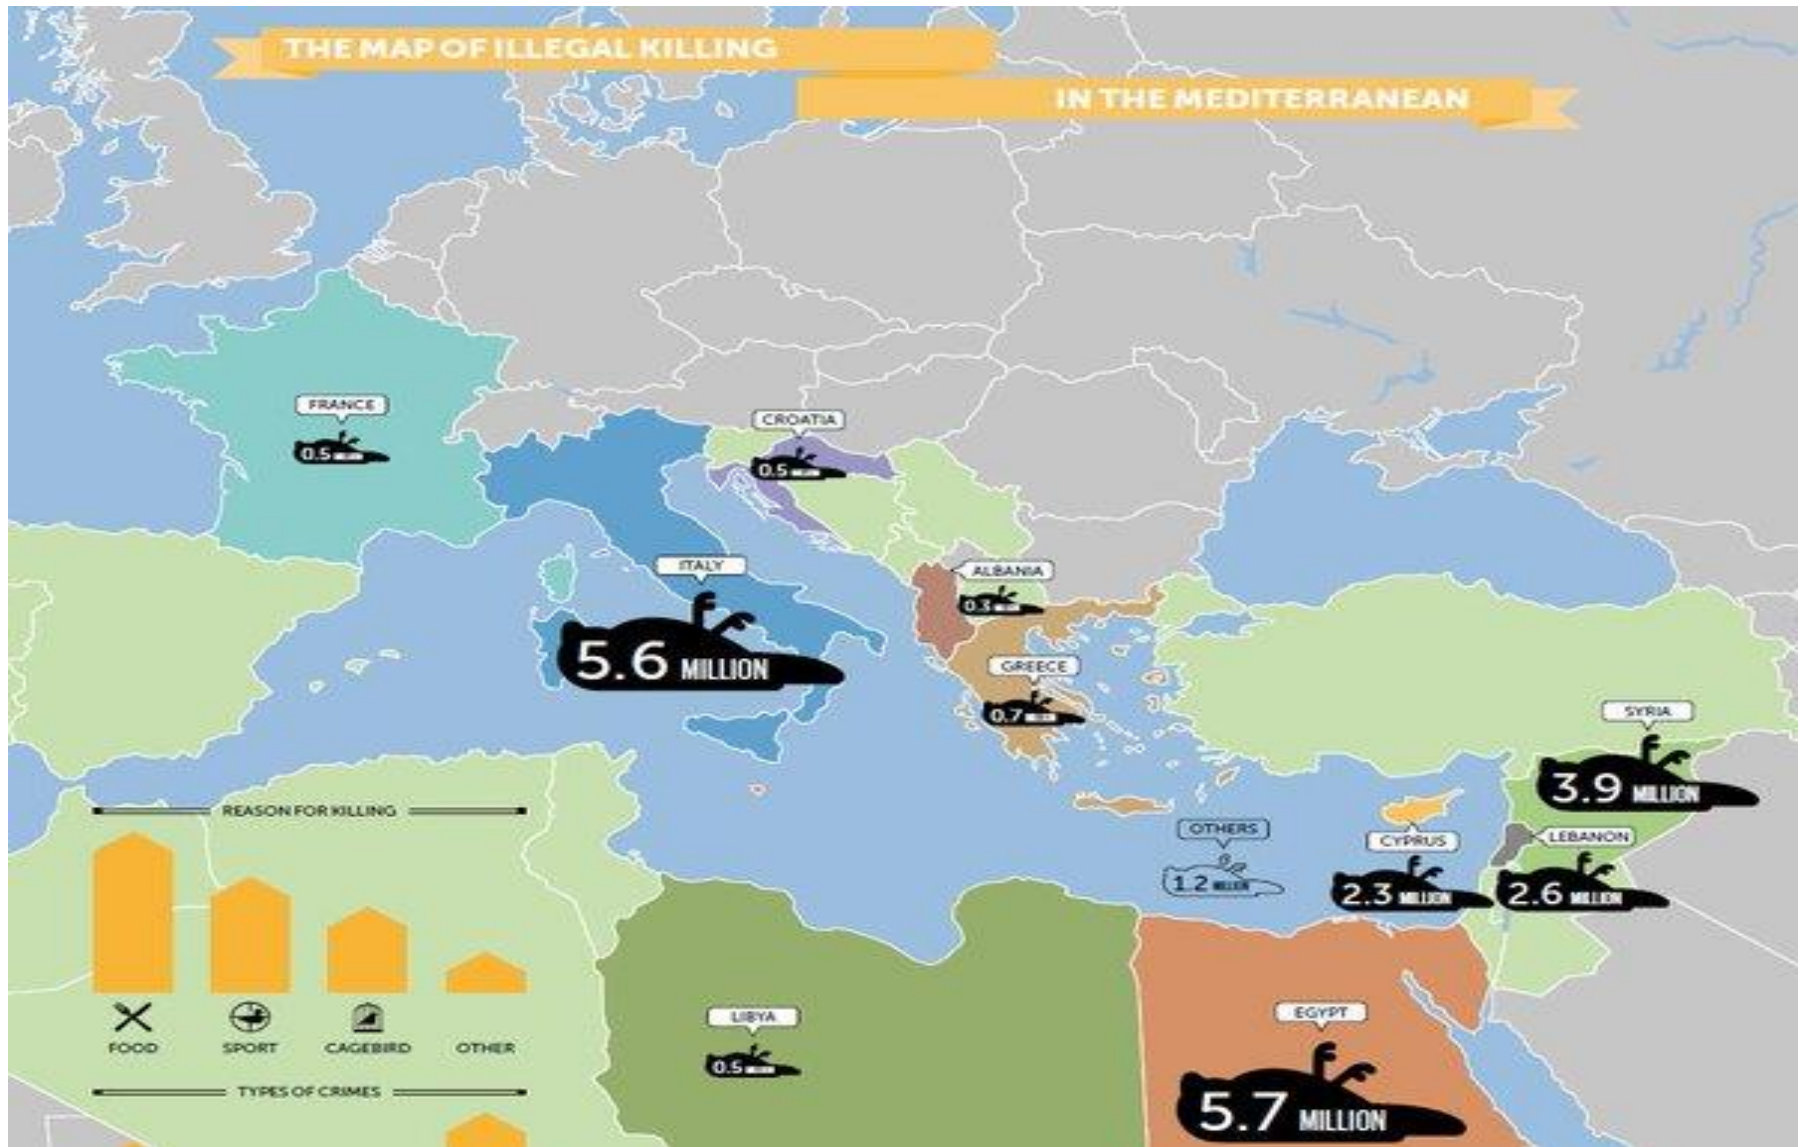 THE MAP OF ILLEGAL KILLING
IN THE MEDITERRANEAN
FRANCE
0.5
CROATIA
0.5
ITALY
5.6 MILLION
ALBANIA
0.3
GREECE
0.7
SYRIA
3.9 MILLION
OTHERS
1.2 MILLION
CYPRUS
2.3 MILLION
LEBANON
2.6 MILLION
LIBYA
0.5
EGYPT
5.7 MILLION
REASON FOR KILLING
FOOD
SPORT
CAGEBIRD
OTHER
TYPES OF CRIMES